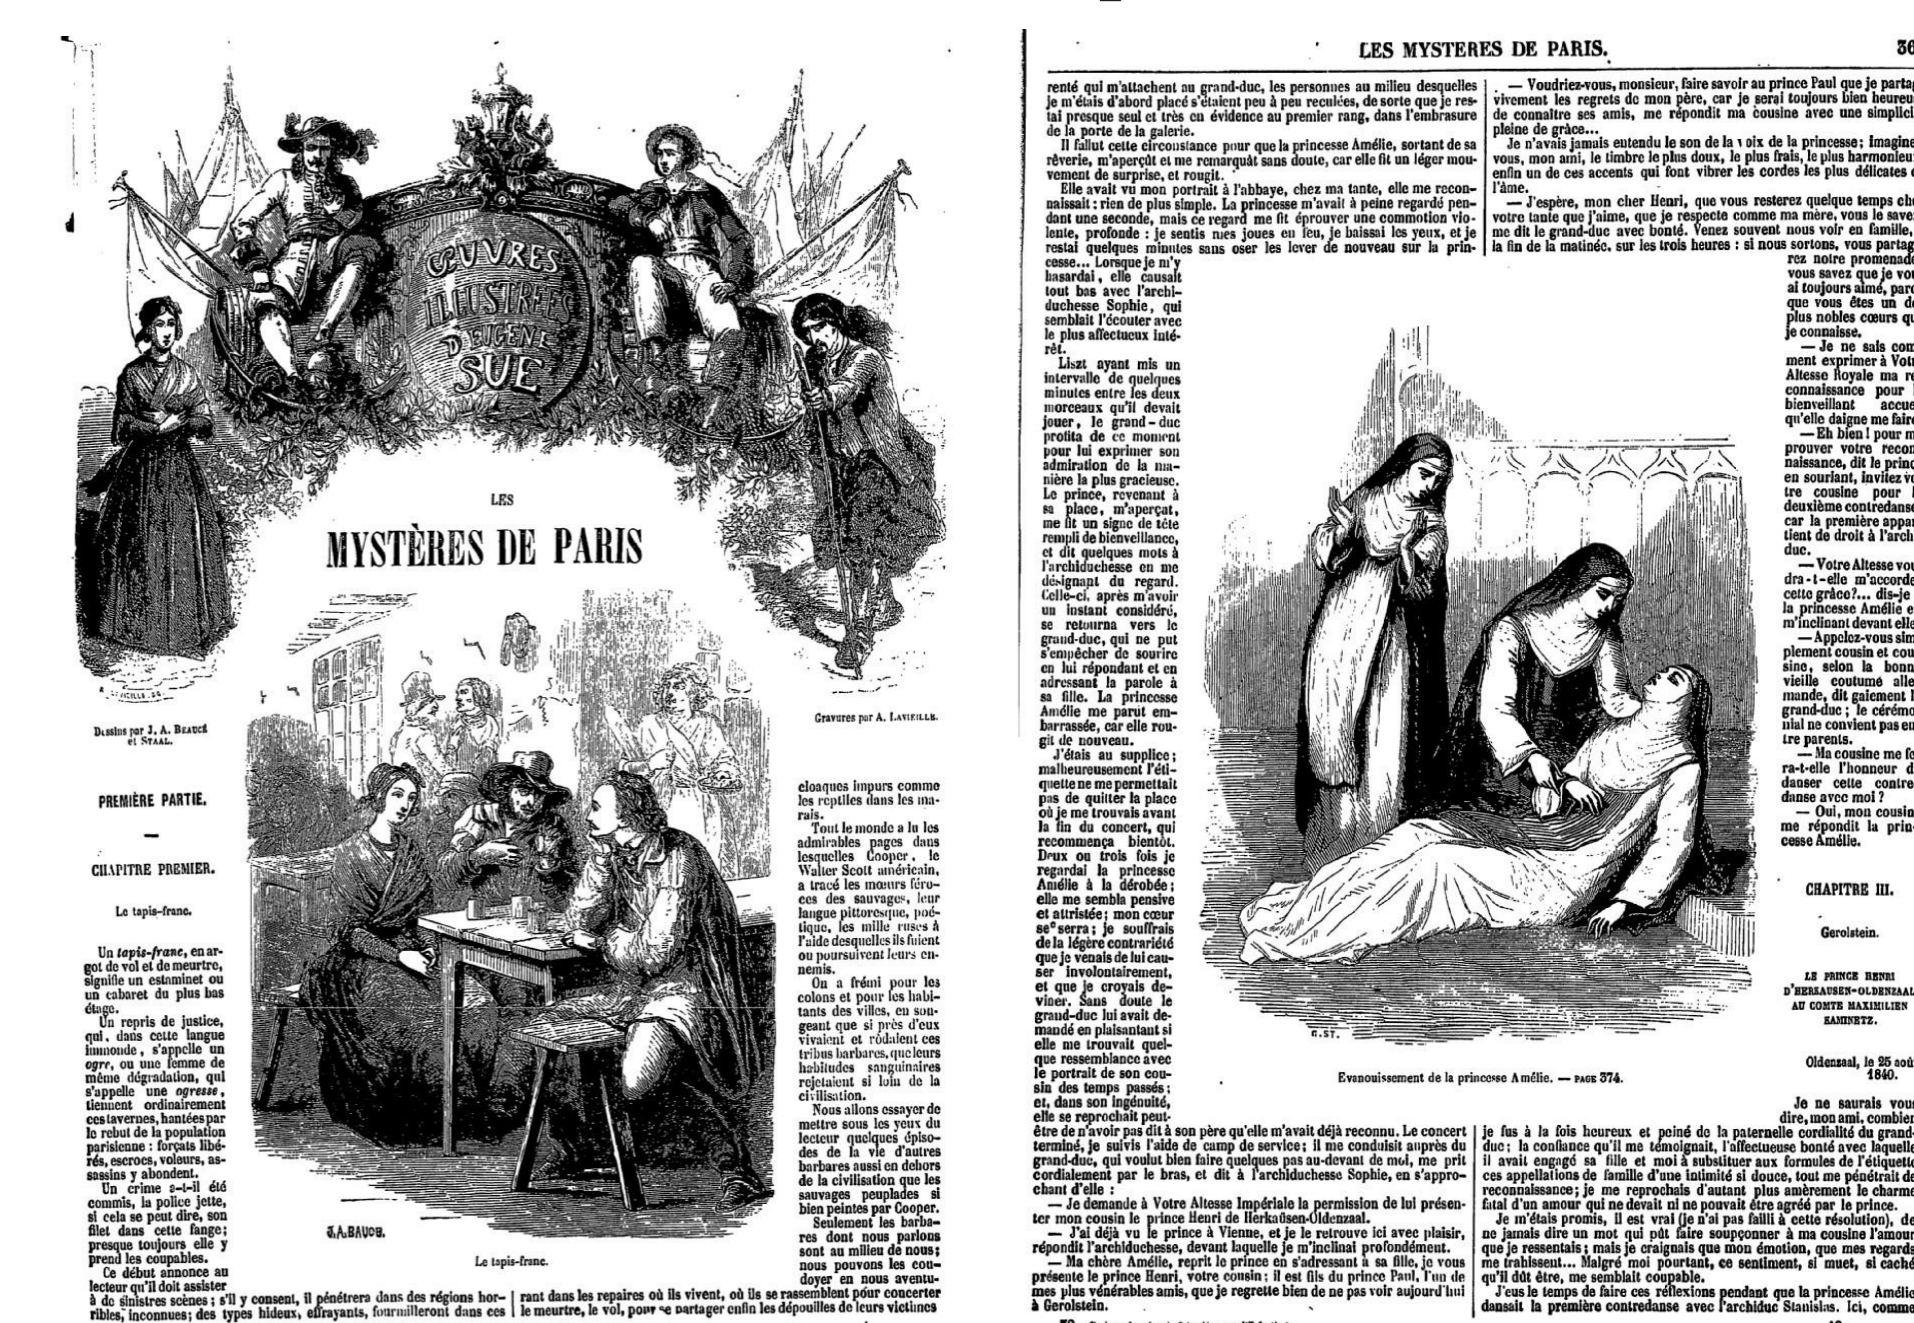 ŒUVRES
ILLUSTRÉES
D'EUGÈNE
SUE
LES
MYSTÈRES DE PARIS
Dessins par J. A. BEAUCÉ
et STAAL.
Gravures par A. LAVIEILLE.
PREMIÈRE PARTIE.
CHAPITRE PREMIER.
Le tapis-franc.
Un tapis-franc, en ar-
got de vol et de meurtre,
signifie un estaminet ou
un cabaret du plus bas
étage.
Un repris de justice,
qui, dans cette langue
immonde, s'appelle un
ogre, ou une femme de
même dégradation, qui
s'appelle une ogresse,
tiennent ordinairement
ces tavernes, hantées par
le rebut de la population
parisienne : forçats libé-
rés, escrocs, voleurs, as-
sassins y abondent.
Un crime a-t-il été
commis, la police jette,
si cela se peut dire, son
filet dans cette fange;
presque toujours elle y
prend les coupables.
Ce début annonce au
lecteur qu'il doit assister
à de sinistres scènes; s'il y consent, il pénétrera dans des régions hor-
ribles, inconnues; des types hideux, effrayants, fourmilleront dans ces
J.A.BAUCE.
Le tapis-franc.
cloaques impurs comme
les reptiles dans les ma-
rais.
Tout le monde a lu les
admirables pages dans
lesquelles Cooper, le
Walter Scott américain,
a tracé les mœurs féro-
ces des sauvages, leur
langue pittoresque, poé-
tique, les mille ruses à
l'aide desquelles ils fuient
ou poursuivent leurs en-
nemis.
On a frémi pour les
colons et pour les habi-
tants des villes, en son-
geant que si près d'eux
vivaient et rôdaient ces
tribus barbares, que leurs
habitudes sanguinaires
rejetaient si loin de la
civilisation.
Nous allons essayer de
mettre sous les yeux du
lecteur quelques épiso-
des de la vie d'autres
barbares aussi en dehors
de la civilisation que les
sauvages peuplades si
bien peintes par Cooper.
Seulement les barba-
res dont nous parlons
sont au milieu de nous;
nous pouvons les cou-
doyer en nous aventu-
rant dans les repaires où ils vivent, où ils se rassemblent pour concerter
le meurtre, le vol, pour se partager enfin les dépouilles de leurs victimes
LES MYSTERES DE PARIS.
36
renté qui m'attachent au grand-duc, les personnes au milieu desquelles
je m'étais d'abord placé s'étaient peu à peu reculées, de sorte que je res-
tai presque seul et très en évidence au premier rang, dans l'embrasure
de la porte de la galerie.
Il fallut cette circonstance pour que la princesse Amélie, sortant de sa
rêverie, m'aperçût et me remarquât sans doute, car elle fit un léger mou-
vement de surprise, et rougit.
Elle avait vu mon portrait à l'abbaye, chez ma tante, elle me recon-
naissait : rien de plus simple. La princesse m'avait à peine regardé pen-
dant une seconde, mais ce regard me fit éprouver une commotion vio-
lente, profonde : je sentis mes joues en feu, je baissai les yeux, et je
restai quelques minutes sans oser les lever de nouveau sur la prin-
cesse... Lorsque je m'y
hasardai, elle causait
tout bas avec l'archi-
duchesse Sophie, qui
semblait l'écouter avec
le plus affectueux inté-
rêt.
Liszt ayant mis un
intervalle de quelques
minutes entre les deux
morceaux qu'il devait
jouer, le grand-duc
profita de ce moment
pour lui exprimer son
admiration de la ma-
nière la plus gracieuse.
Le prince, revenant à
sa place, m'aperçut,
me fit un signe de tête
rempli de bienveillance,
et dit quelques mots à
l'archiduchesse en me
désignant du regard.
Celle-ci, après m'avoir
un instant considéré,
se retourna vers le
grand-duc, qui ne put
s'empêcher de sourire
en lui répondant et en
adressant la parole à
sa fille. La princesse
Amélie me parut em-
barrassée, car elle rou-
git de nouveau.
J'étais au supplice;
malheureusement l'éti-
quette ne me permettait
pas de quitter la place
où je me trouvais avant
la fin du concert, qui
recommença bientôt.
Deux ou trois fois je
regardai la princesse
Amélie à la dérobée;
elle me sembla pensive
et attristée; mon cœur
se serra; je souffrais
de la légère contrariété
que je venais de lui cau-
ser involontairement,
et que je croyais de-
viner. Sans doute le
grand-duc lui avait de-
mandé en plaisantant si
elle me trouvait quel-
que ressemblance avec
le portrait de son cou-
sin des temps passés;
et, dans son ingénuité,
elle se reprochait peut-
être de n'avoir pas dit à son père qu'elle m'avait déjà reconnu. Le concert
terminé, je suivis l'aide de camp de service; il me conduisit auprès du
grand-duc, qui voulut bien faire quelques pas au-devant de moi, me prit
cordialement par le bras, et dit à l'archiduchesse Sophie, en s'appro-
chant d'elle :
— Je demande à Votre Altesse Impériale la permission de lui présen-
ter mon cousin le prince Henri de Herkaüsen-Oldenzaal.
— J'ai déjà vu le prince à Vienne, et je le retrouve ici avec plaisir,
répondit l'archiduchesse, devant laquelle je m'inclinai profondément.
— Ma chère Amélie, reprit le prince en s'adressant à sa fille, je vous
présente le prince Henri, votre cousin; il est fils du prince Paul, l'un de
mes plus vénérables amis, que je regrette bien de ne pas voir aujourd'hui
à Gerolstein.
— Voudriez-vous, monsieur, faire savoir au prince Paul que je partag
vivement les regrets de mon père, car je serai toujours bien heureu
de connaitre ses amis, me répondit ma cousine avec une simplici
pleine de grâce...
Je n'avais jamais entendu le son de la voix de la princesse; imagine
vous, mon ami, le timbre le plus doux, le plus frais, le plus harmonieu
enfin un de ces accents qui font vibrer les cordes les plus délicates
l'âme.
— J'espère, mon cher Henri, que vous resterez quelque temps che
votre tante que j'aime, que je respecte comme ma mère, vous le save
me dit le grand-duc avec bonté. Venez souvent nous voir en famille,
la fin de la matinée, sur les trois heures : si nous sortons, vous partag
rez notre promenade
vous savez que je vou
ai toujours aimé, parc
que vous êtes un de
plus nobles cœurs qu
je connaisse.
— Je ne sais com
ment exprimer à Votr
Altesse Royale ma re
connaissance pour l
bienveillant accue
qu'elle daigne me faire
— Eh bien ! pour m
prouver votre recon
naissance, dit le princ
en souriant, invitez vo
tre cousine pour l
deuxième contredanse
car la première appar
tient de droit à l'archi
duc.
— Votre Altesse vou
dra-t-elle m'accorde
cette grâce?... dis-je
la princesse Amélie e
m'inclinant devant elle
— Appelez-vous sim
plement cousin et cou
sine, selon la bonn
vieille coutume alle
mande, dit gaiement l
grand-duc; le cérémo
nial ne convient pas en
tre parents.
— Ma cousine me fe
ra-t-elle l'honneur d
danser cette contre
danse avec moi ?
— Oui, mon cousin
me répondit la prin-
cesse Amélie.
G.ST.
Evanouissement de la princesse Amélie. — PAGE 374.
CHAPITRE III.
Gerolstein.
LE PRINCE HENRI
D'HERKAUSEN-OLDENZAAL
AU COMTE MAXIMILIEN
KAMINETZ.
Oldenzaal, le 25 aoû
1840.
Je ne saurais vou
dire, mon ami, combien
je fus à la fois heureux et peiné de la paternelle cordialité du grand-
duc; la confiance qu'il me témoignait, l'affectueuse bonté avec laquelle
il avait engagé sa fille et moi à substituer aux formules de l'étiquette
ces appellations de famille d'une intimité si douce, tout me pénétrait de
reconnaissance; je me reprochais d'autant plus amèrement le charme
fatal d'un amour qui ne devait ni ne pouvait être agréé par le prince.
Je m'étais promis, il est vrai (je n'ai pas failli à cette résolution), de
ne jamais dire un mot qui pût faire soupçonner à ma cousine l'amour
que je ressentais; mais je craignais que mon émotion, que mes regards
me trahissent... Malgré moi pourtant, ce sentiment, si muet, si caché
qu'il dût être, me semblait coupable.
J'eus le temps de faire ces réflexions pendant que la princesse Amélie
dansait la première contredanse avec l'archiduc Stanislas. Ici, comme